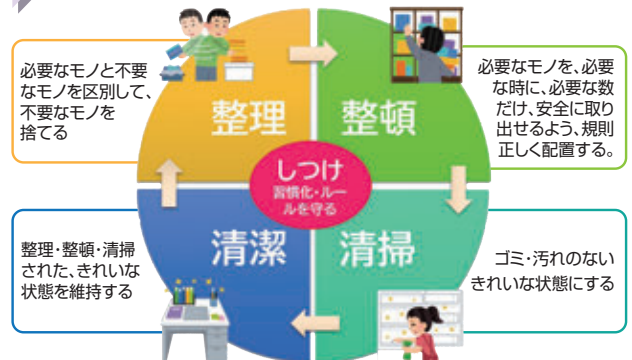 必要なモノと不要
なモノを区別して、
不要なモノを
捨てる
整理
整頓
必要なモノを、必要
な時に、必要な数
だけ、安全に取り
出せるよう、規則
正しく配置する。
しつけ
習慣化・ルー
ルを守る
整理・整頓・清掃
された、きれいな
状態を維持する
清潔
清掃
ゴミ・汚れのない
きれいな状態にする